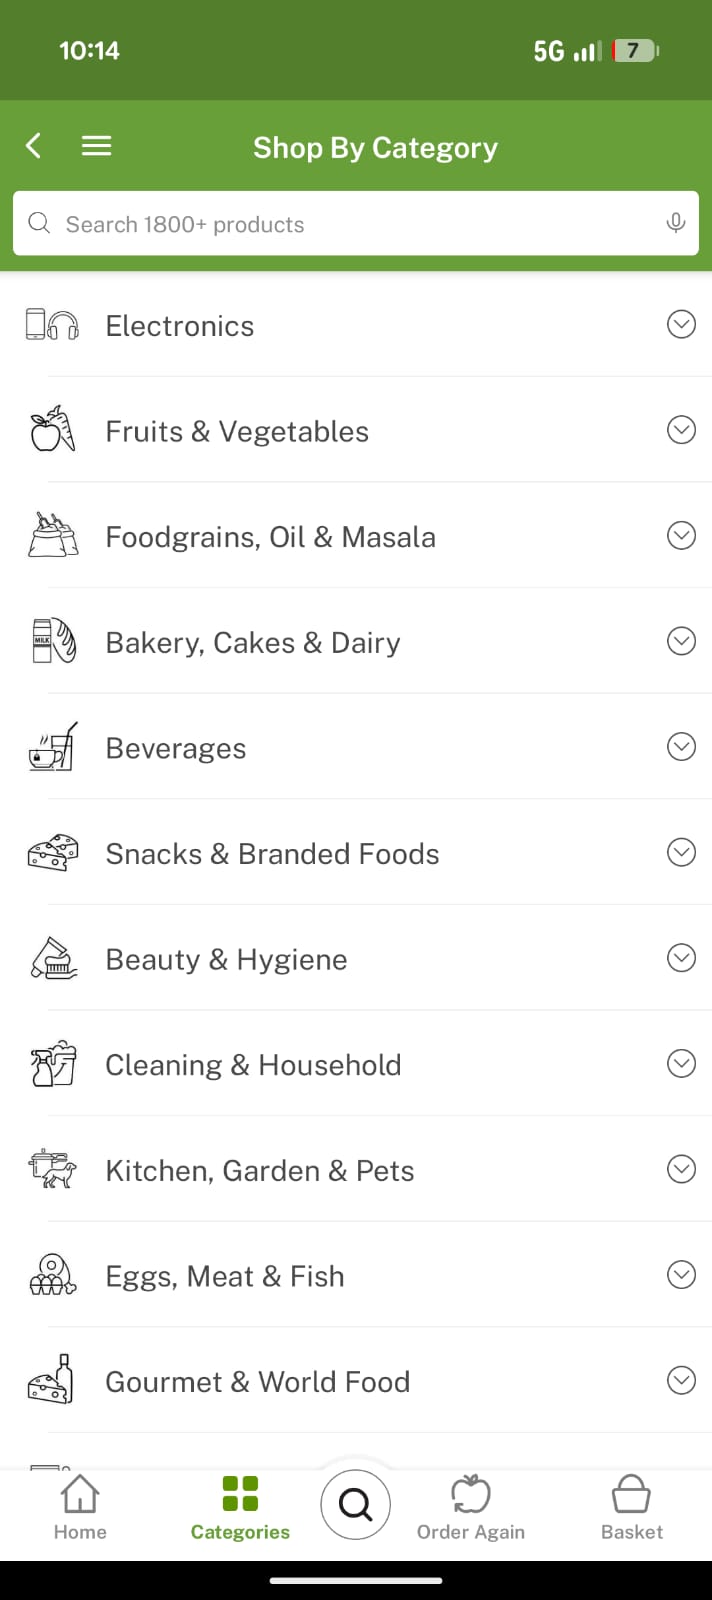 10:14
5G 7
Shop By Category
Search 1800+ products
Electronics
Fruits & Vegetables
Foodgrains, Oil & Masala
MILK
Bakery, Cakes & Dairy
Beverages
Snacks & Branded Foods
Beauty & Hygiene
Cleaning & Household
Kitchen, Garden & Pets
Eggs, Meat & Fish
Gourmet & World Food
Home
Categories
Order Again
Basket